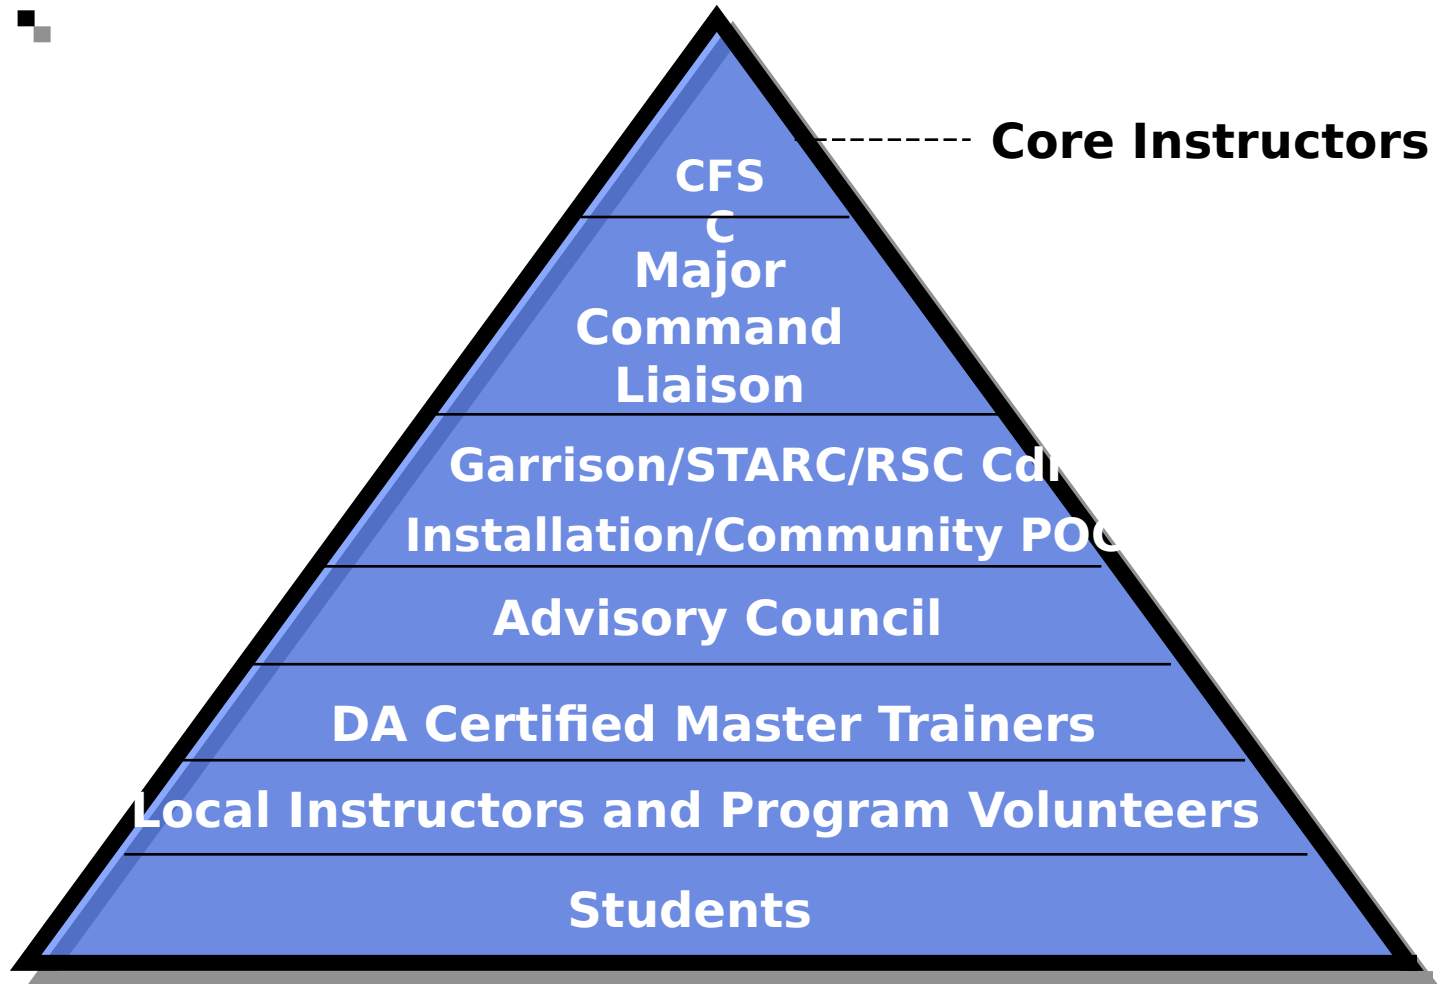 Core Instructors
CFS
C
Major
Command
Liaison
Garrison/STARC/RSC Cdr
Installation/Community POC
Advisory Council
DA Certified Master Trainers
Local Instructors and Program Volunteers
Students